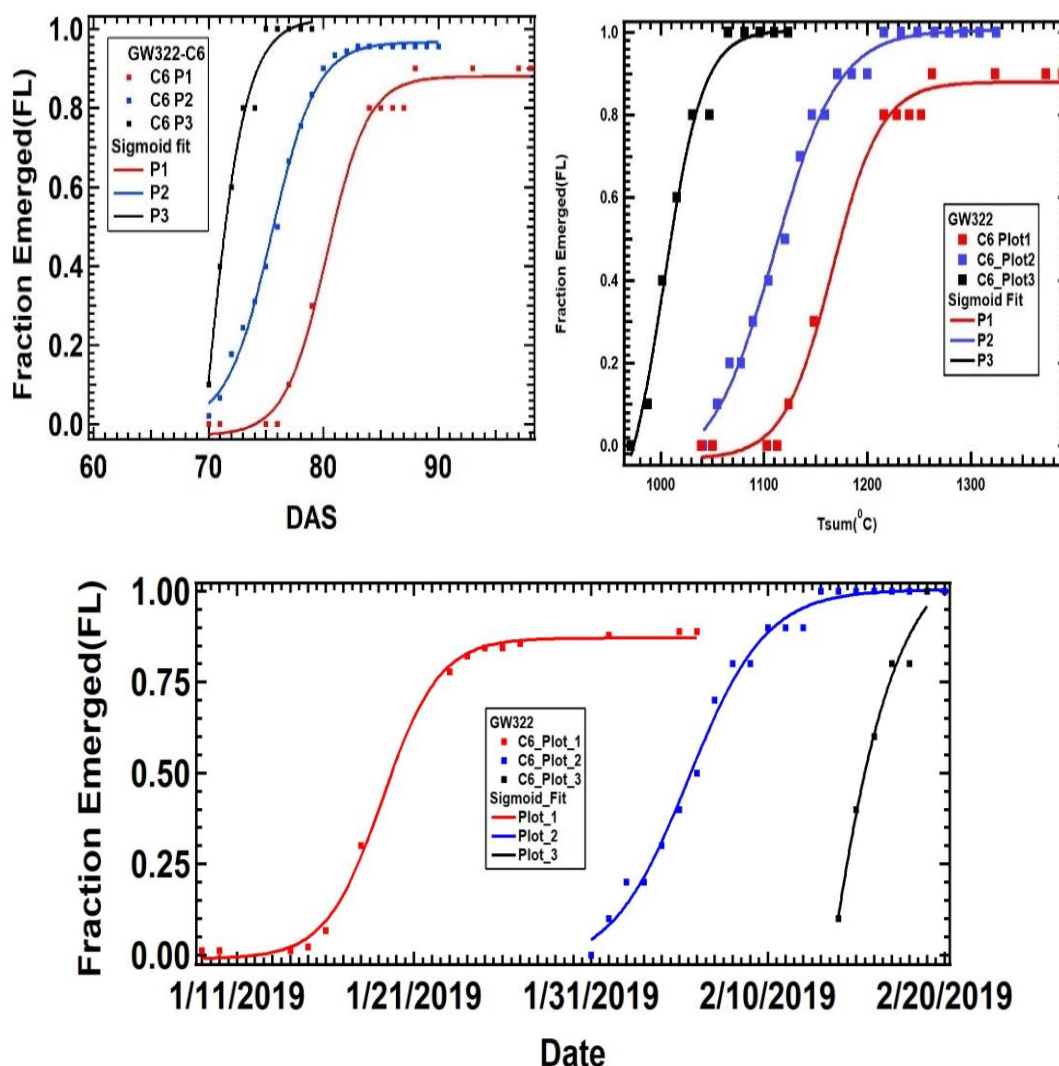 Fraction Emerged(FL)
1.0
0.8
0.6
0.4
0.2
0.0
GW322-C6
C6 P1
C6 P2
C6 P3
Sigmoid fit
P1
P2
P3
60
70
80
90
DAS
Fraction Emerged(FL)
1.0
0.8
0.6
0.4
0.2
0.0
GW322
C6 Plot1
C6_Plot2
C6_Plot3
Sigmoid Fit
P1
P2
P3
1000
1100
1200
1300
Tsum(⁰C)
Fraction Emerged(FL)
1.00
0.75
0.50
0.25
0.00
GW322
C6_Plot_1
C6_Plot_2
C6_Plot_3
Sigmoid_Fit
Plot_1
Plot_2
Plot_3
1/11/2019
1/21/2019
1/31/2019
2/10/2019
2/20/2019
Date